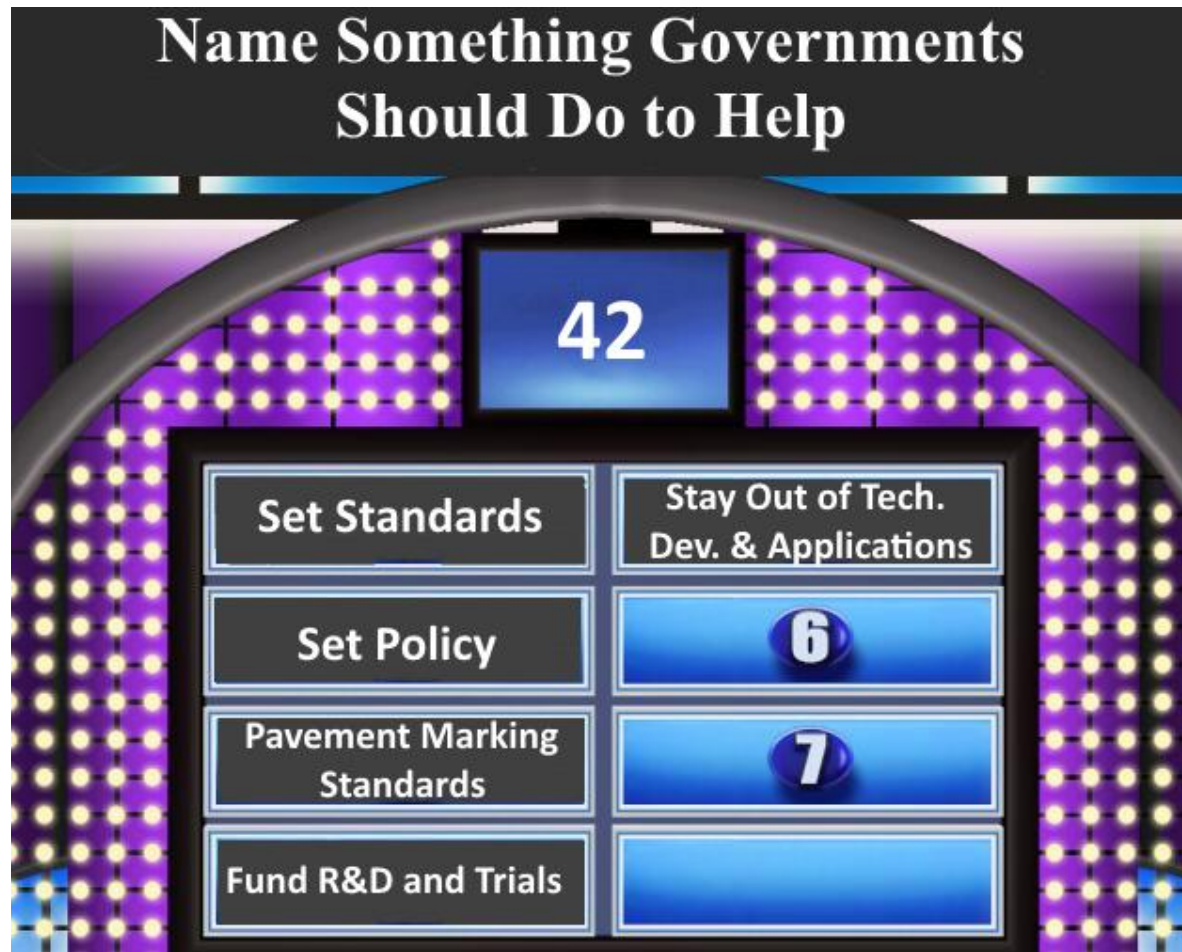 Name Something Governments
Should Do to Help
42
Set Standards
Set Policy
Pavement Marking
Standards
Fund R&D and Trials
Stay Out of Tech.
Dev. & Applications
6
7